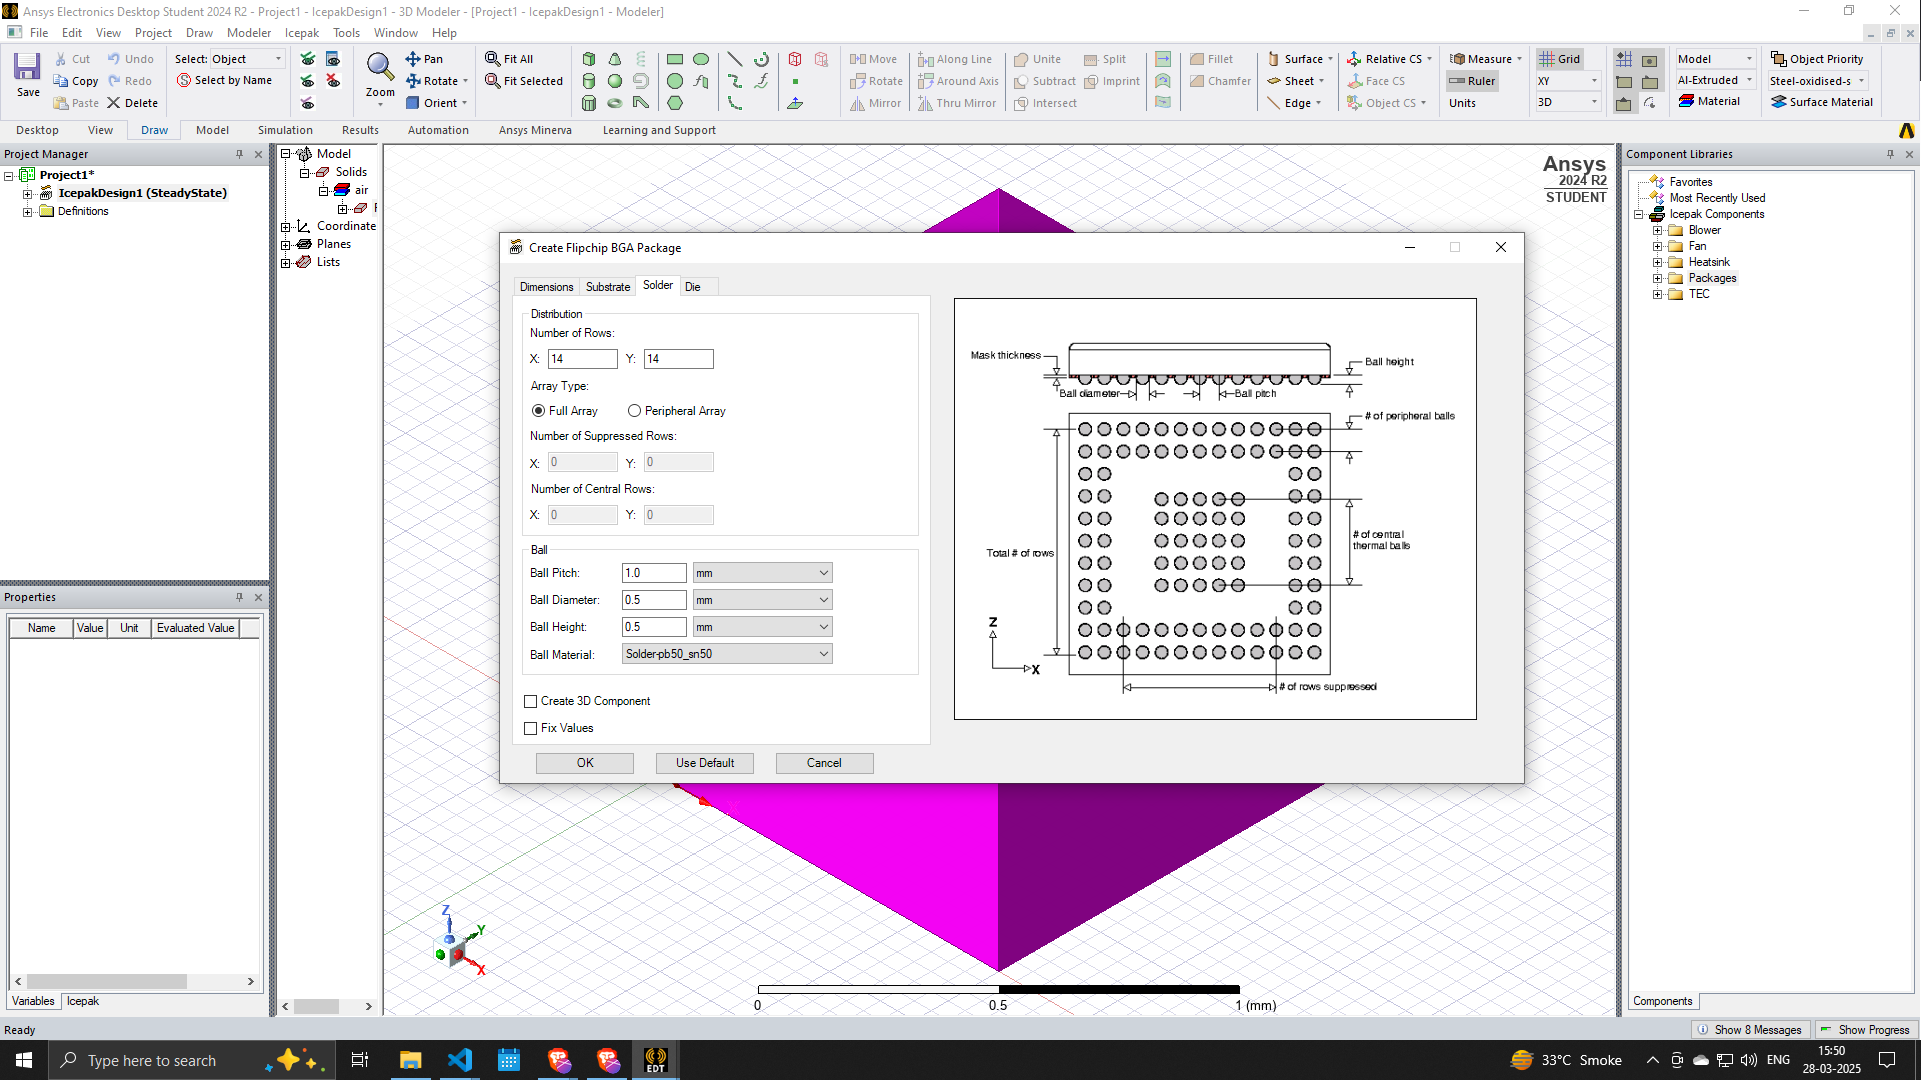 Ansys Electronics Desktop Student 2024 R2 - Project1 - IcepakDesign1 - 3D Modeler - [Project1 - IcepakDesign1 - Modeler]
File Edit View Project Draw Modeler Icepak Tools Window Help
Save
Cut
Copy
Paste
Undo
Redo
Delete
Select: Object
Select by Name
Zoom
Pan
Rotate
Orient
Fit All
Fit Selected
Move
Rotate
Mirror
Along Line
Around Axis
Thru Mirror
Unite
Subtract
Intersect
Split
Imprint
Fillet
Chamfer
Surface
Sheet
Edge
Relative CS
Face CS
Object CS
Measure
Ruler
Units
Grid
XY
3D
Model
Al-Extruded
Material
Object Priority
Steel-oxidised-s
Surface Material
Desktop View Draw Model Simulation Results Automation Ansys Minerva Learning and Support
Project Manager
Project1*
IcepakDesign1 (SteadyState)
Definitions
Model
Solids
air
Coordinate
Planes
Lists
Ansys
2024 R2
STUDENT
Component Libraries
Favorites
Most Recently Used
Icepak Components
Blower
Fan
Heatsink
Packages
TEC
Create Flipchip BGA Package
Dimensions Substrate Solder Die
Distribution
Number of Rows:
X: 14 Y: 14
Array Type:
Full Array Peripheral Array
Number of Suppressed Rows:
X: 0 Y: 0
Number of Central Rows:
X: 0 Y: 0
Ball
Ball Pitch: 1.0 mm
Ball Diameter: 0.5 mm
Ball Height: 0.5 mm
Ball Material: Solder-pb50_sn50
Create 3D Component
Fix Values
OK Use Default Cancel
Mask thickness
Ball height
Ball diameter
Ball pitch
# of peripheral balls
Total # of rows
# of central
thermal balls
Z
X
# of rows suppressed
Properties
Name Value Unit Evaluated Value
Variables Icepak
Z
Y
X
0 0.5 1 (mm)
Components
Ready
Show 8 Messages Show Progress
Type here to search
EDT
33°C Smoke
ENG
15:50
28-03-2025